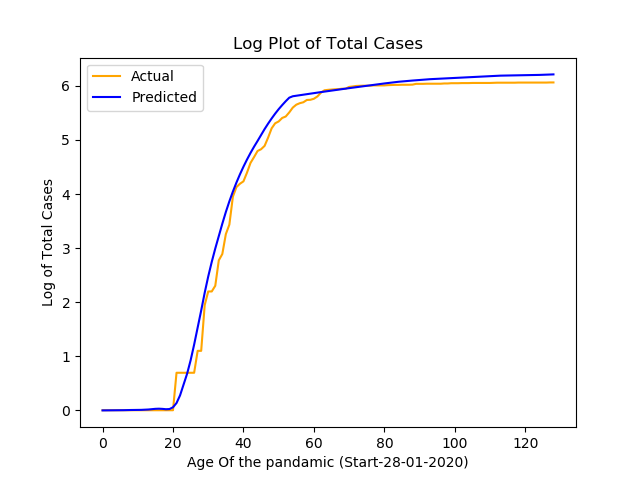 Log Plot of Total Cases
Actual
Predicted
6
5
4
3
2
1
0
Log of Total Cases
0 20 40 60 80 100 120
Age Of the pandamic (Start-28-01-2020)